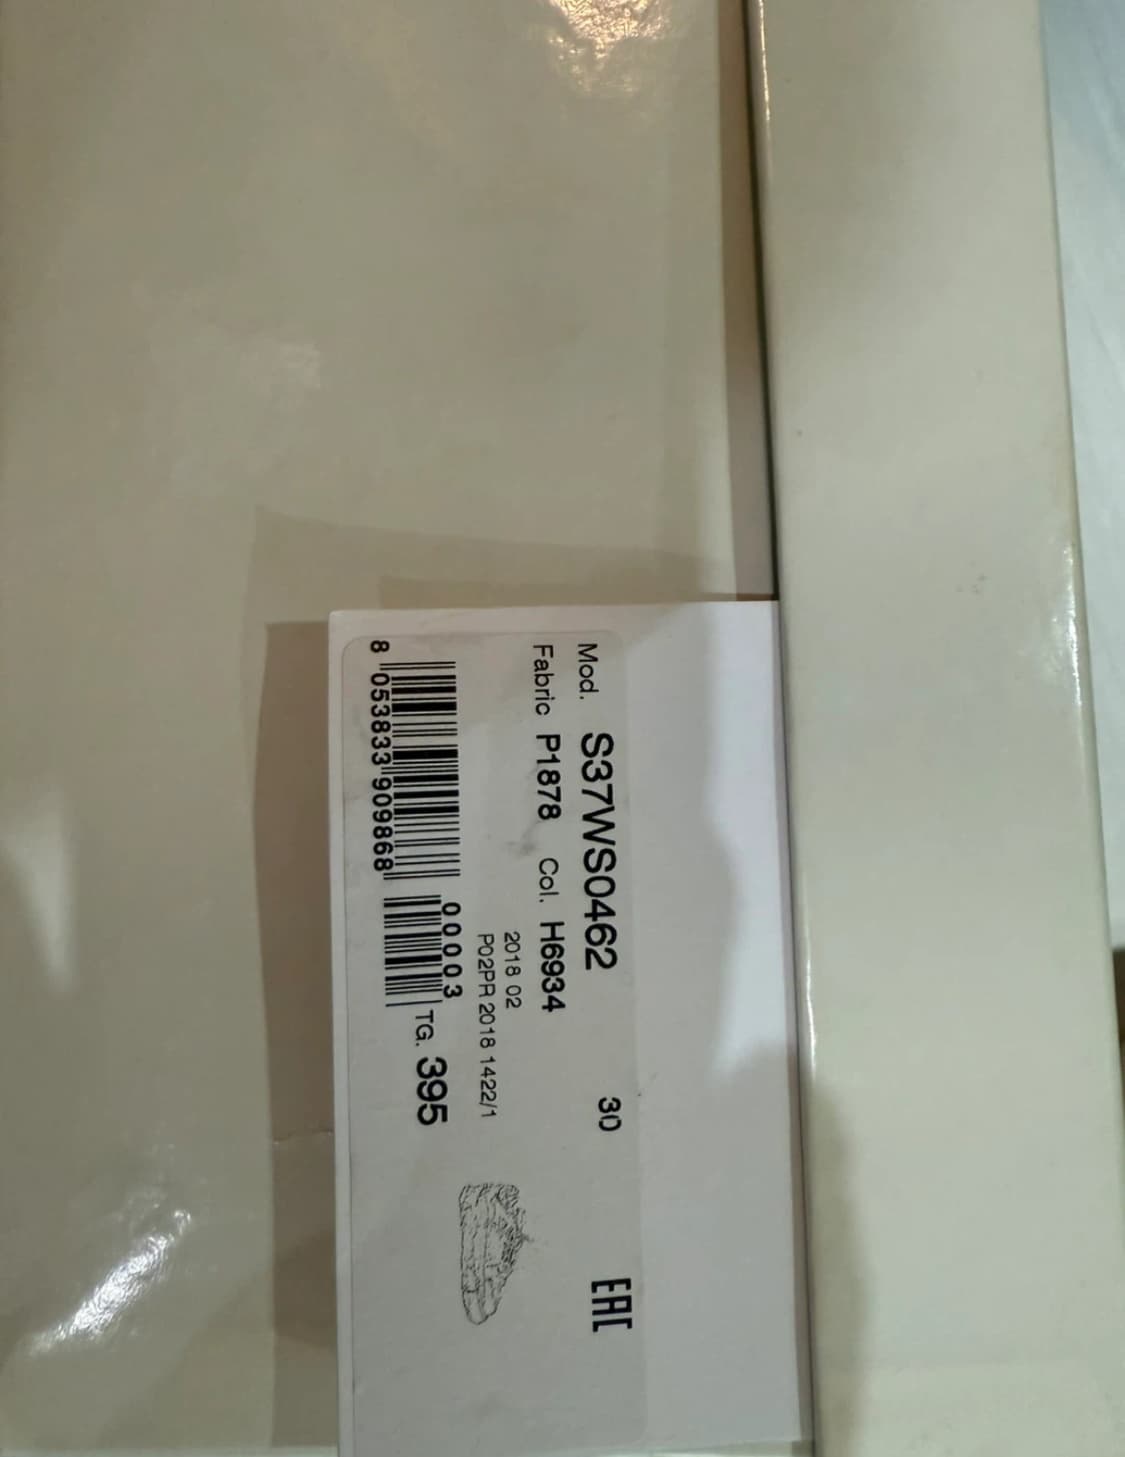 Mod. S37WS0462 30 EAC
Fabric P1878 Col. H6934
2018 02
P02PR 2018 1422/1
00003
TG. 395
8 053833 909868